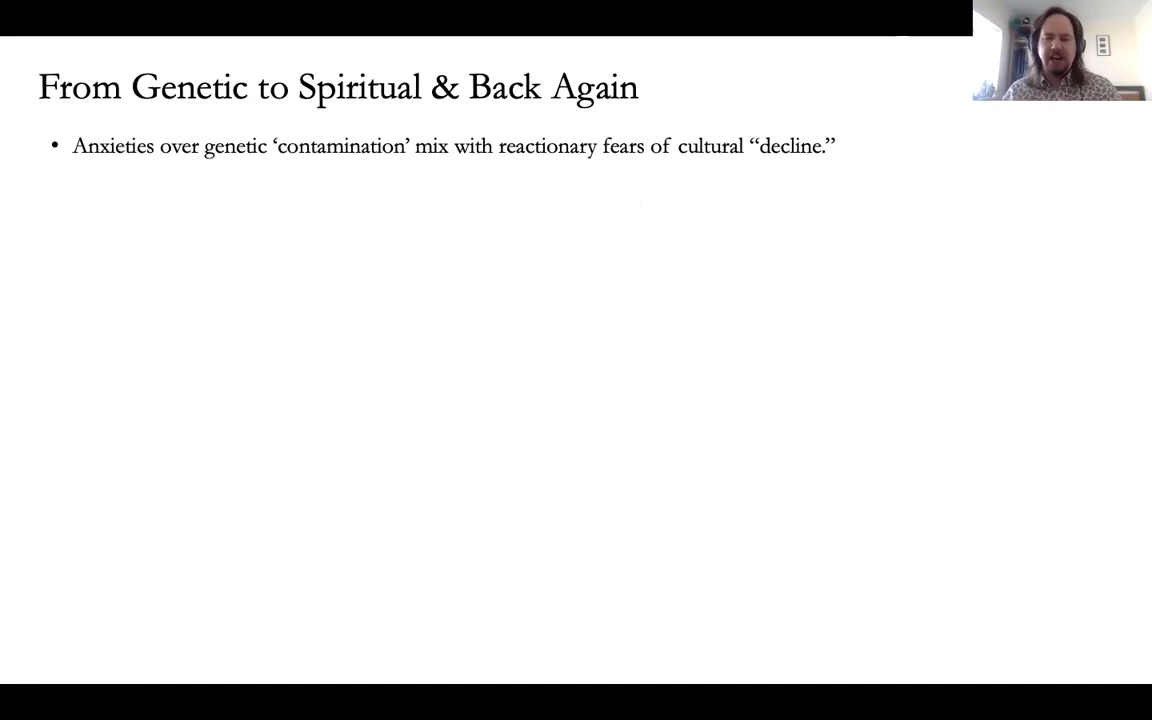 From Genetic to Spiritual & Back Again
• Anxieties over genetic ‘contamination’ mix with reactionary fears of cultural “decline.”